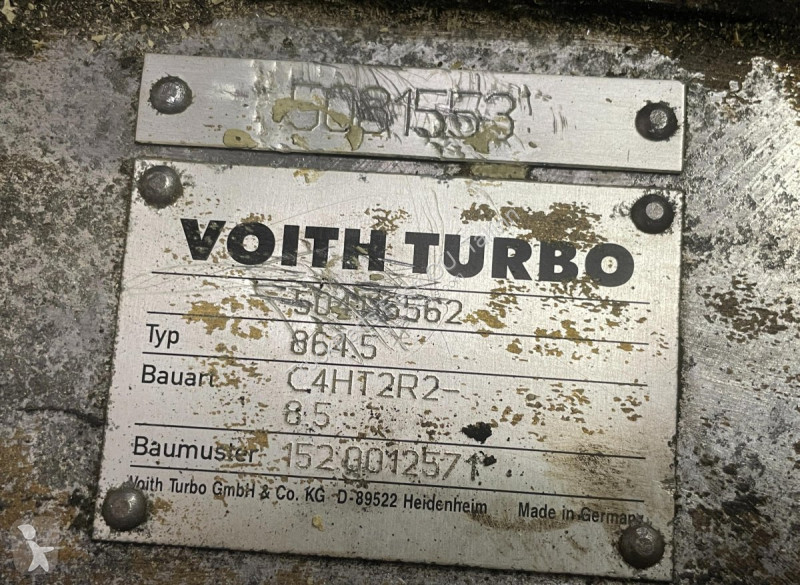 5081553
VOITH TURBO
Typ 864.5
Bauart C4HT2R2-
8.5
Baumuster 152.0012571
Voith Turbo GmbH & Co. KG D-89522 Heidenheim Made in Germany